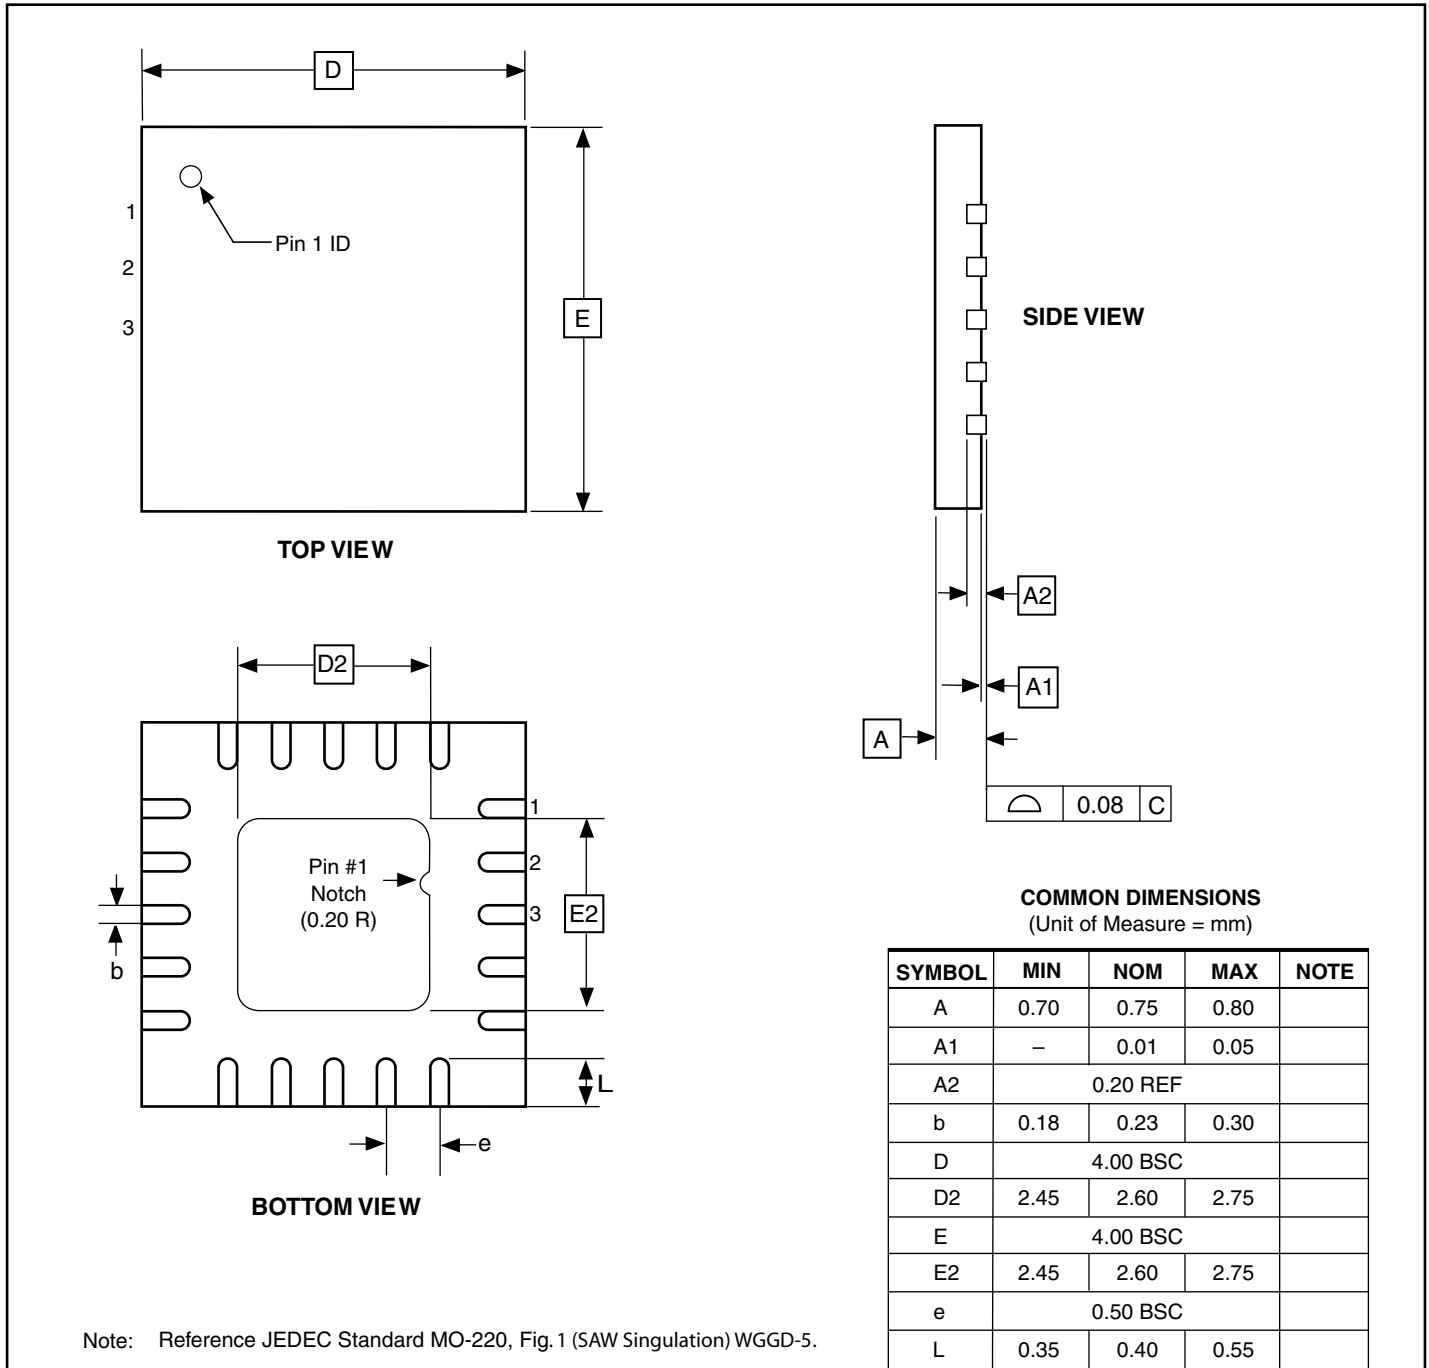 D
1
Pin 1 ID
2
3
E
SIDE VIEW
TOP VIEW
A2
D2
A1
A
0.08 C
1
Pin #1
Notch
(0.20 R)
2
3
E2
b
L
e
BOTTOM VIEW
COMMON DIMENSIONS
(Unit of Measure = mm)
SYMBOL MIN NOM MAX NOTE
A 0.70 0.75 0.80
A1 – 0.01 0.05
A2 0.20 REF
b 0.18 0.23 0.30
D 4.00 BSC
D2 2.45 2.60 2.75
E 4.00 BSC
E2 2.45 2.60 2.75
e 0.50 BSC
L 0.35 0.40 0.55
Note: Reference JEDEC Standard MO-220, Fig. 1 (SAW Singulation) WGGD-5.